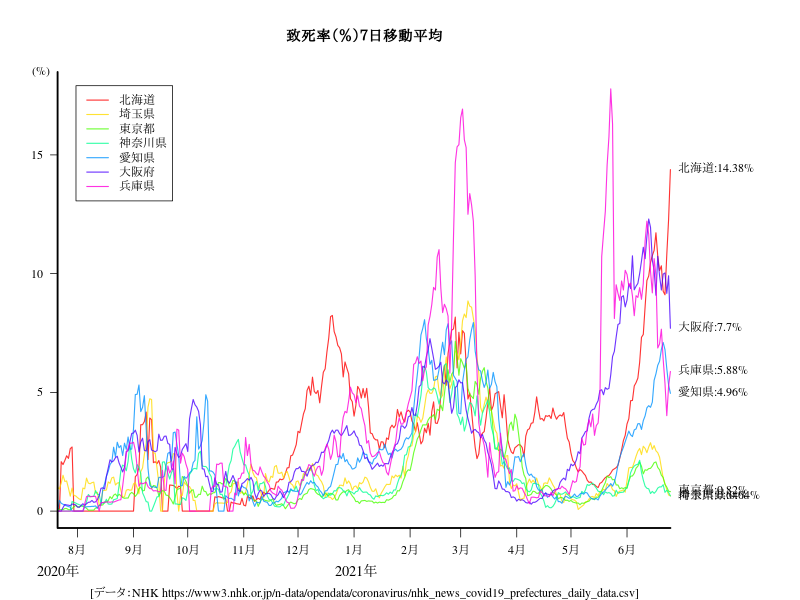 致死率(%)7日移動平均
(%)
15
10
5
0
北海道
埼玉県
東京都
神奈川県
愛知県
大阪府
兵庫県
北海道:14.38%
大阪府:7.7%
兵庫県:5.88%
愛知県:4.96%
東京都:0.82%
8月 9月 10月 11月 12月 1月 2月 3月 4月 5月 6月
2020年 2021年
[データ:NHK https://www3.nhk.or.jp/n-data/opendata/coronavirus/nhk_news_covid19_prefectures_daily_data.csv]